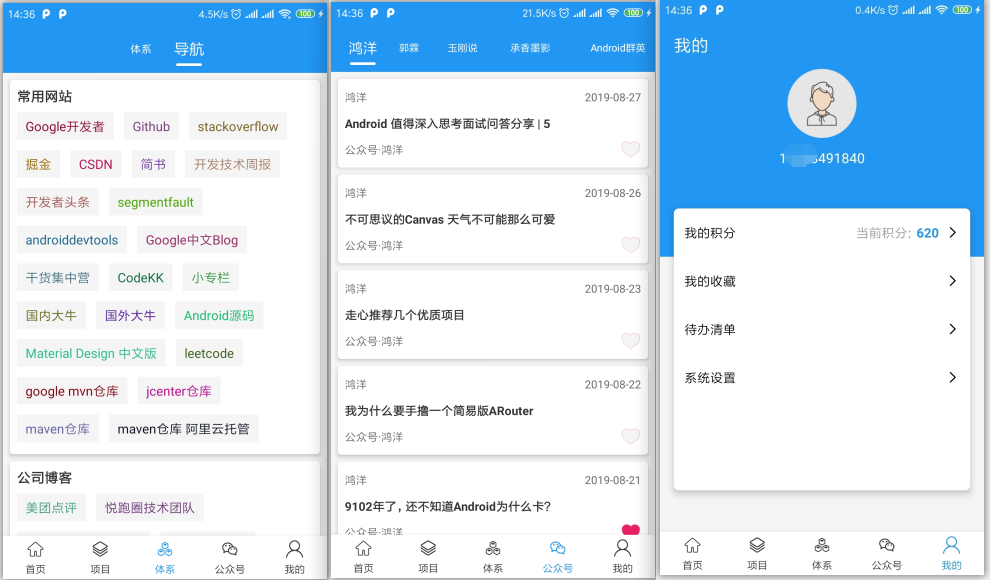 14:36 P P 4.5K/s 100
体系 导航
常用网站
Google开发者 Github stackoverflow
掘金 CSDN 简书 开发技术周报
开发者头条 segmentfault
androiddevtools Google中文Blog
干货集中营 CodeKK 小专栏
国内大牛 国外大牛 Android源码
Material Design 中文版 leetcode
google mvn仓库 jcenter仓库
maven仓库 maven仓库 阿里云托管
公司博客
美团点评 悦跑圈技术团队
首页 项目 体系 公众号 我的
14:36 P P 21.5K/s 100
鸿洋 郭霖 玉刚说 承香墨影 Android群英
鸿洋 2019-08-27
Android 值得深入思考面试问答分享 | 5
公众号·鸿洋
鸿洋 2019-08-26
不可思议的Canvas 天气不可能那么可爱
公众号·鸿洋
鸿洋 2019-08-23
走心推荐几个优质项目
公众号·鸿洋
鸿洋 2019-08-22
我为什么要手撸一个简易版ARouter
公众号·鸿洋
鸿洋 2019-08-21
9102年了, 还不知道Android为什么卡?
公众号·鸿洋
首页 项目 体系 公众号 我的
14:36 P P 0.4K/s 100
我的
1 491840
我的积分 当前积分: 620
我的收藏
待办清单
系统设置
首页 项目 体系 公众号 我的